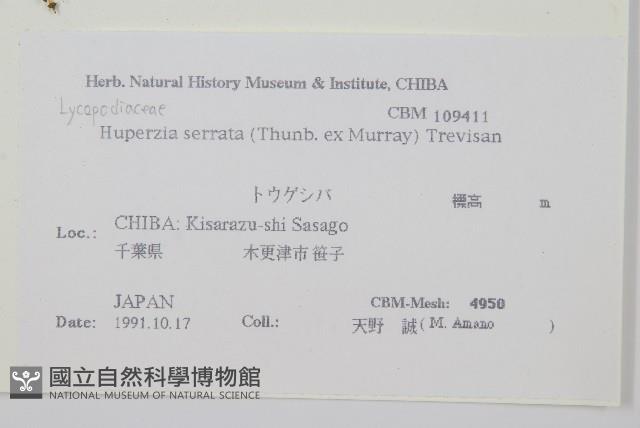 Herb. Natural History Museum & Institute, CHIBA
Lycopodiaceae
CBM 109411
Huperzia serrata (Thunb. ex Murray) Trevisan
トウゲシバ 標高 m
Loc.: CHIBA: Kisarazu-shi Sasago
千葉県 木更津市 笹子
JAPAN CBM-Mesh: 4950
Date: 1991.10.17 Coll.: 天野 誠 ( M. Amano )
國立自然科學博物館
NATIONAL MUSEUM OF NATURAL SCIENCE